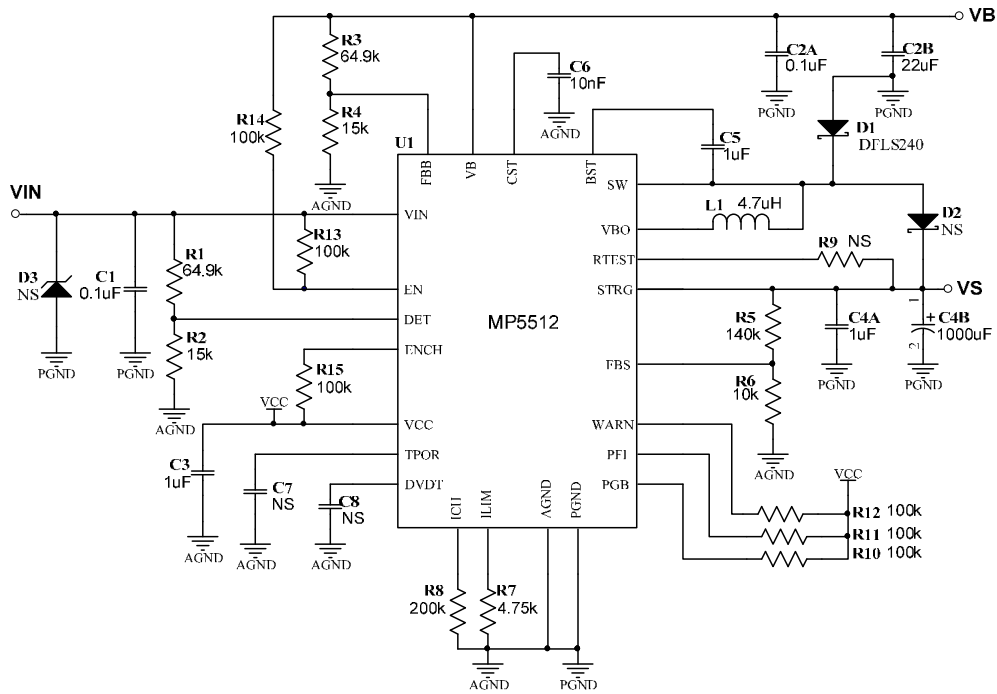 VB
R3
64.9k
C6
10nF
C2A
0.1uF
C2B
22uF
R14
100k
R4
15k
AGND
PGND
PGND
D1
DFLS240
C5
1uF
AGND
U1
FBB
VB
CST
BST
SW
VIN
VIN
L1
4.7uH
D2
NS
VBO
R13
100k
R9
NS
RTEST
R1
64.9k
D3
NS
C1
0.1uF
EN
STRG
VS
1
DET
MP5512
R5
140k
C4A
1uF
+
C4B
1000uF
2
R2
15k
ENCH
FBS
PGND
PGND
R15
100k
R6
10k
PGND
PGND
VCC
AGND
VCC
WARN
C3
1uF
TPOR
PFI
AGND
VCC
C7
NS
DVDT
PGB
C8
NS
ICH
ILIM
AGND
PGND
R12
100k
R11
100k
R10
100k
AGND
AGND
AGND
R8
200k
R7
4.75k
AGND
PGND